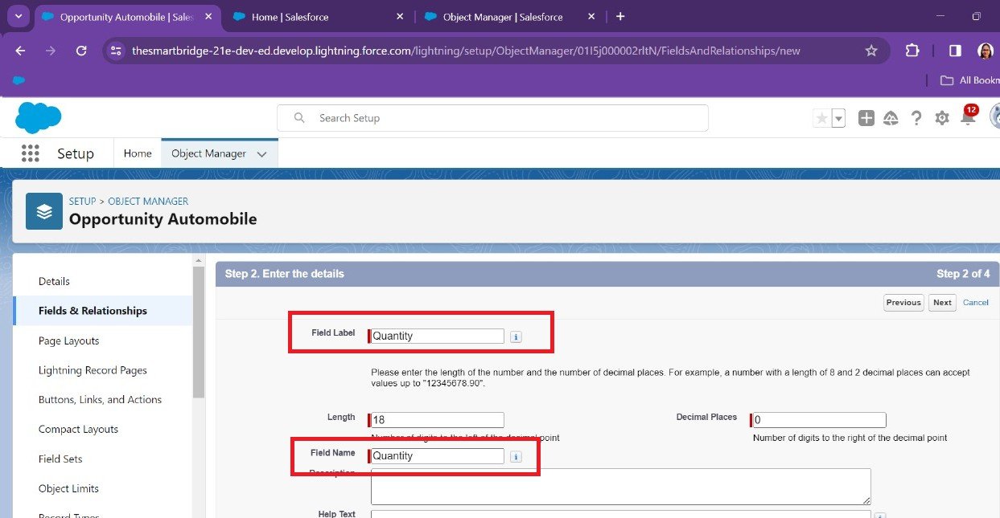 Opportunity Automobile | Sales
Home | Salesforce
Object Manager | Salesforce
thesmartbridge-21e-dev-ed.develop.lightning.force.com/lightning/setup/ObjectManager/01I5j000002rltN/FieldsAndRelationships/new
All Bookm
Search Setup
12
Setup
Home
Object Manager
SETUP > OBJECT MANAGER
Opportunity Automobile
Details
Fields & Relationships
Page Layouts
Lightning Record Pages
Buttons, Links, and Actions
Compact Layouts
Field Sets
Object Limits
Record Types
Step 2. Enter the details
Step 2 of 4
Previous
Next
Cancel
Field Label Quantity
Please enter the length of the number and the number of decimal places. For example, a number with a length of 8 and 2 decimal places can accept
values up to "12345678.90".
Length 18
Decimal Places 0
Number of digits to the left of the decimal point
Number of digits to the right of the decimal point
Field Name Quantity
Description
Help Text